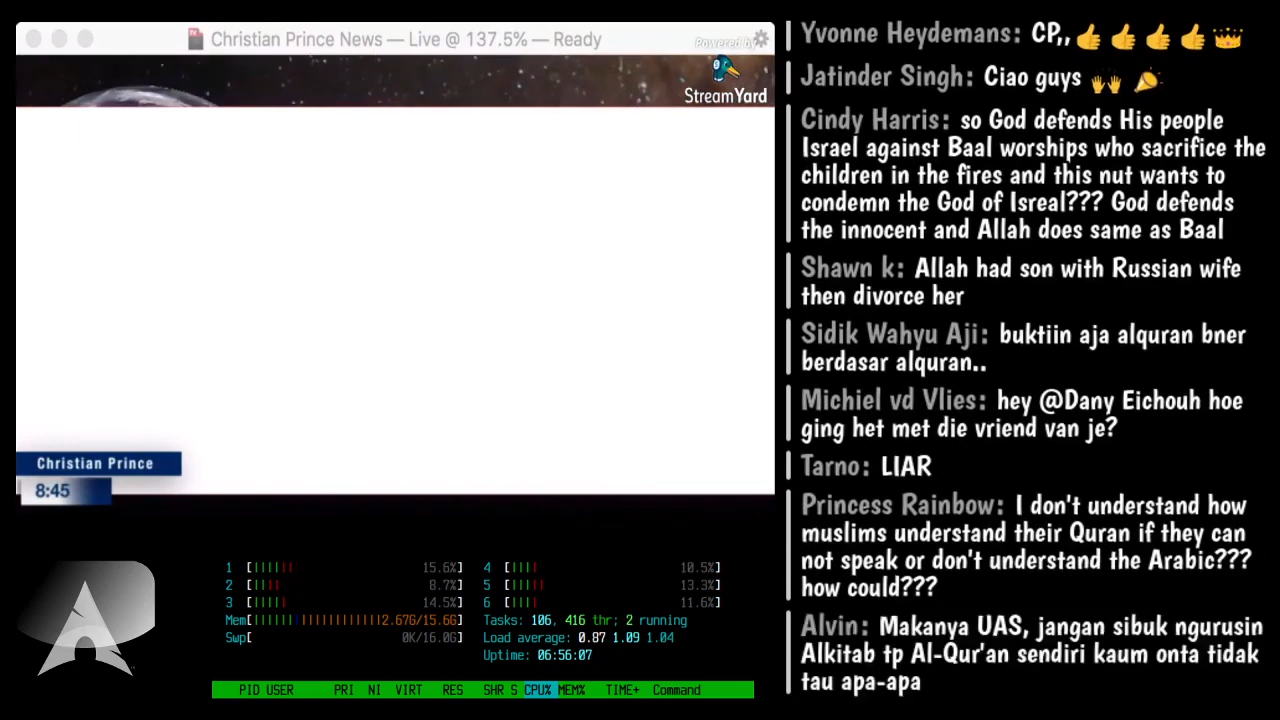 Christian Prince News — Live @ 137.5% — Ready
Powered by
StreamYard
Christian Prince
8:45
1 [|||||||| 15.6%]
2 [|||||| 8.7%]
3 [||||||| 14.5%]
4 [|||||| 10.5%]
5 [||||||| 13.3%]
6 [|||||| 11.6%]
Mem[||||||||||||||||||||||||2.67G/15.6G]
Swp[ 0K/16.0G]
Tasks: 106, 416 thr; 2 running
Load average: 0.87 1.09 1.04
Uptime: 06:56:07
PID USER PRI NI VIRT RES SHR S CPU% MEM% TIME+ Command
Yvonne Heydemans: CP,,👍👍👍👍👑
Jatinder Singh: Ciao guys 🙌 📣
Cindy Harris: so God defends His people
Israel against Baal worships who sacrifice the
children in the fires and this nut wants to
condemn the God of Isreal??? God defends
the innocent and Allah does same as Baal
Shawn k: Allah had son with Russian wife
then divorce her
Sidik Wahyu Aji: buktiin aja alquran bner
berdasar alquran..
Michiel vd Vlies: hey @Dany Eichouh hoe
ging het met die vriend van je?
Tarno: LIAR
Princess Rainbow: I don't understand how
muslims understand their Quran if they can
not speak or don't understand the Arabic???
how could???
Alvin: Makanya UAS, jangan sibuk ngurusin
Alkitab tp Al-Qur'an sendiri kaum onta tidak
tau apa-apa